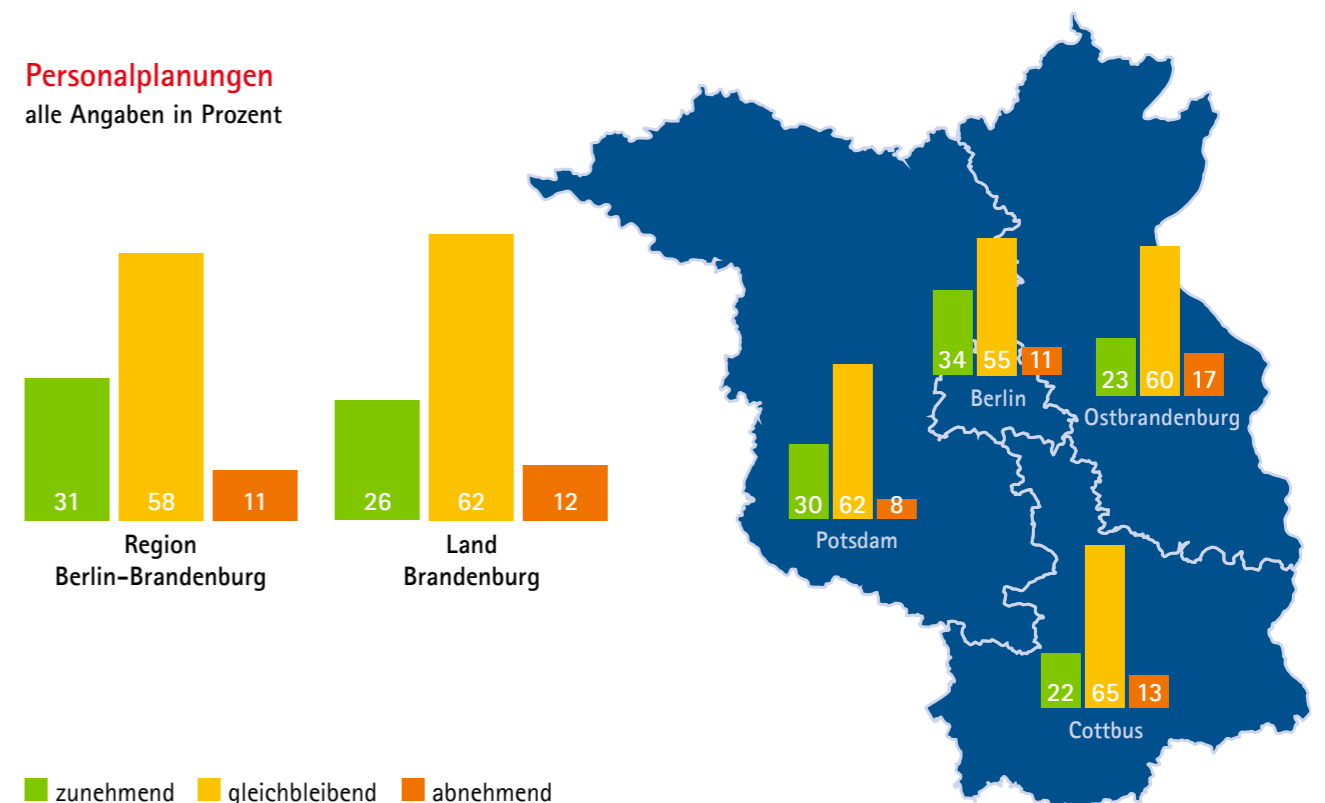 Personalplanungen
alle Angaben in Prozent
31 58 11
Region
Berlin-Brandenburg
26 62 12
Land
Brandenburg
34 55 11
Berlin
23 60 17
Ostbrandenburg
30 62 8
Potsdam
22 65 13
Cottbus
zunehmend gleichbleibend abnehmend